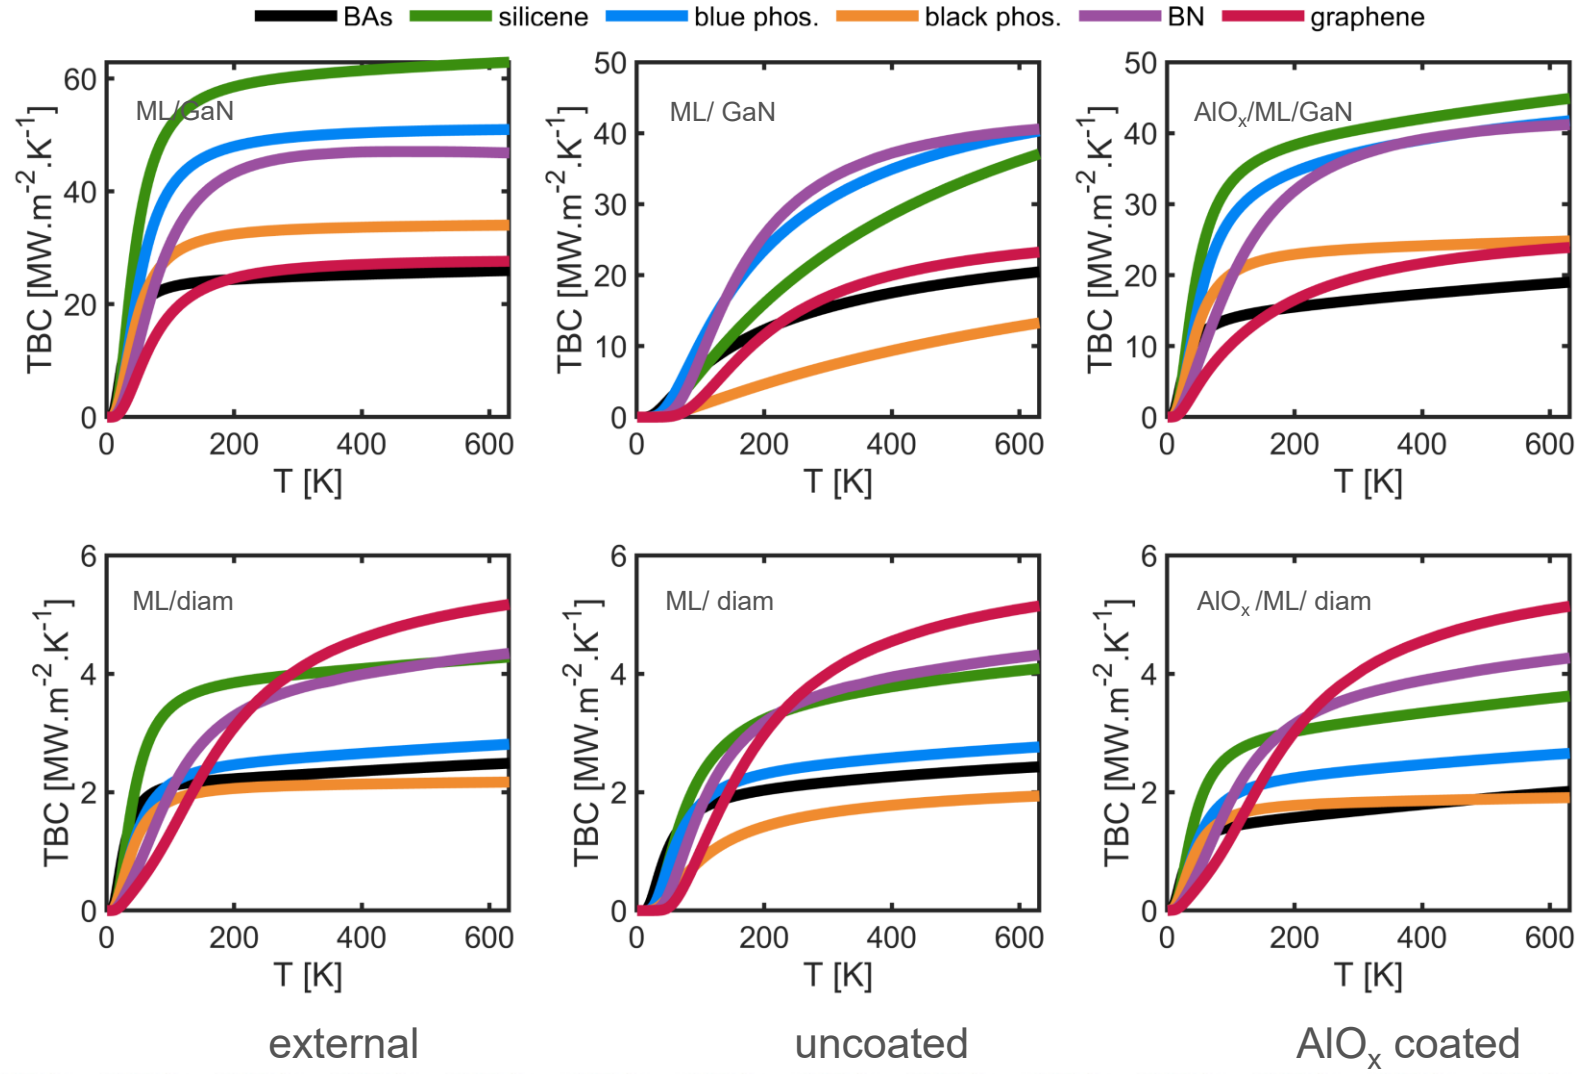 BAs silicene blue phos. black phos. BN graphene
TBC [MW.m⁻².K⁻¹]
60
40
20
0
ML/GaN
0 200 400 600
T [K]
TBC [MW.m⁻².K⁻¹]
50
40
30
20
10
0
ML/ GaN
0 200 400 600
T [K]
TBC [MW.m⁻².K⁻¹]
50
40
30
20
10
0
AlOₓ/ML/GaN
0 200 400 600
T [K]
TBC [MW.m⁻².K⁻¹]
6
4
2
0
ML/diam
0 200 400 600
T [K]
TBC [MW.m⁻².K⁻¹]
6
4
2
0
ML/ diam
0 200 400 600
T [K]
TBC [MW.m⁻².K⁻¹]
6
4
2
0
AlOₓ/ML/ diam
0 200 400 600
T [K]
external
uncoated
AlOₓ coated